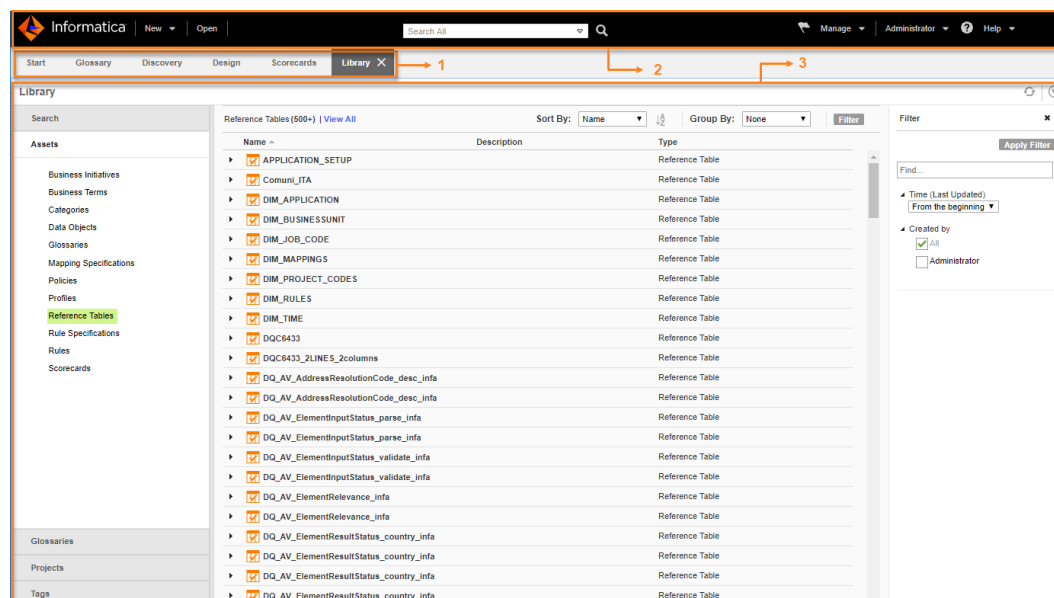 Informatica New Open Search All Manage Administrator ? Help
Start Glossary Discovery Design Scorecards Library 1
2
3
Library
Search
Assets
Business Initiatives
Business Terms
Categories
Data Objects
Glossaries
Mapping Specifications
Policies
Profiles
Reference Tables
Rule Specifications
Rules
Scorecards
Glossaries
Projects
Tags
Reference Tables (500+) | View All Sort By: Name Group By: None Filter
Name Description Type
APPLICATION_SETUP Reference Table
Comuni_ITA Reference Table
DIM_APPLICATION Reference Table
DIM_BUSINESSUNIT Reference Table
DIM_JOB_CODE Reference Table
DIM_MAPPINGS Reference Table
DIM_PROJECT_CODES Reference Table
DIM_RULES Reference Table
DIM_TIME Reference Table
DQC6433 Reference Table
DQC6433_2LINES_2columns Reference Table
DQ_AV_AddressResolutionCode_desc_infa Reference Table
DQ_AV_AddressResolutionCode_desc_infa Reference Table
DQ_AV_ElementInputStatus_parse_infa Reference Table
DQ_AV_ElementInputStatus_parse_infa Reference Table
DQ_AV_ElementInputStatus_validate_infa Reference Table
DQ_AV_ElementInputStatus_validate_infa Reference Table
DQ_AV_ElementRelevance_infa Reference Table
DQ_AV_ElementRelevance_infa Reference Table
DQ_AV_ElementResultStatus_country_infa Reference Table
DQ_AV_ElementResultStatus_country_infa Reference Table
DQ_AV_ElementResultStatus_country_infa Reference Table
DQ_AV_ElementResultStatus_country_infa Reference Table
Filter
Apply Filter
Find...
Time (Last Updated)
From the beginning
Created by
All
Administrator